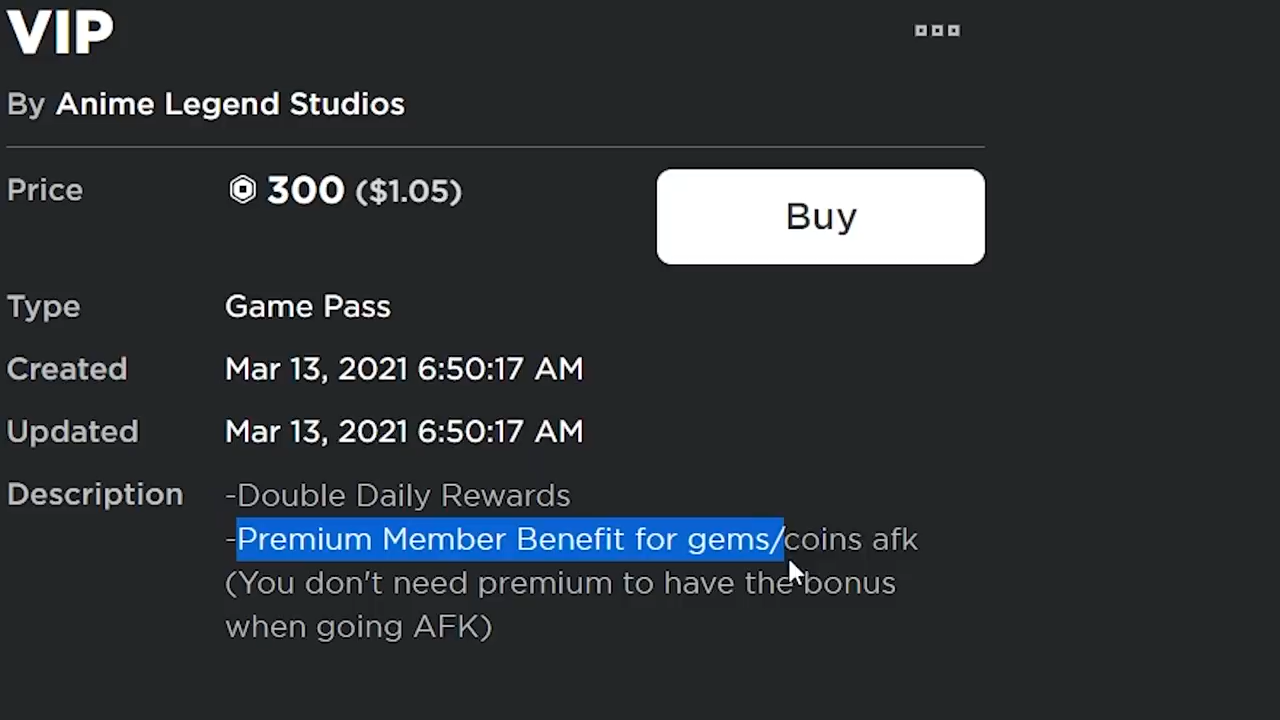 VIP
By Anime Legend Studios
Price 300 ($1.05)
Buy
Type Game Pass
Created Mar 13, 2021 6:50:17 AM
Updated Mar 13, 2021 6:50:17 AM
Description -Double Daily Rewards
-Premium Member Benefit for gems/coins afk
(You don't need premium to have the bonus
when going AFK)